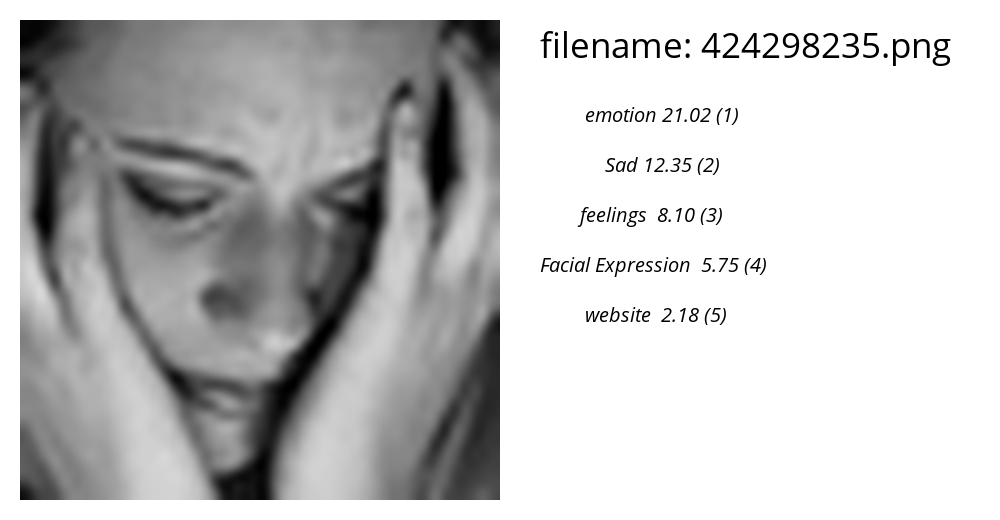 filename: 424298235.png
emotion 21.02 (1)
Sad 12.35 (2)
feelings 8.10 (3)
Facial Expression 5.75 (4)
website 2.18 (5)